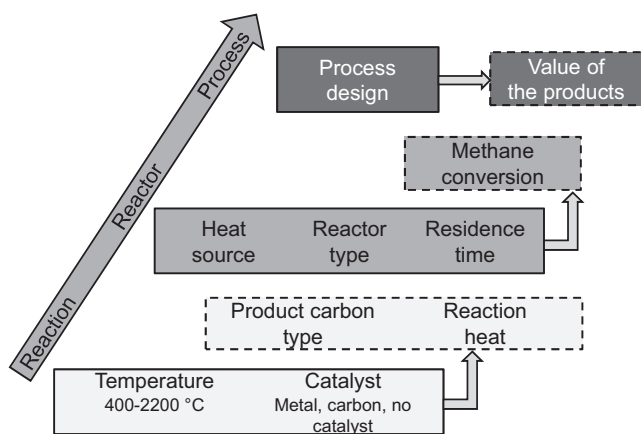 Process
design
Value of
the products
Process
Methane
conversion
Reactor
Heat
source
Reactor
type
Residence
time
Reaction
Product carbon
type
Reaction
heat
Temperature
400-2200 °C
Catalyst
Metal, carbon, no
catalyst